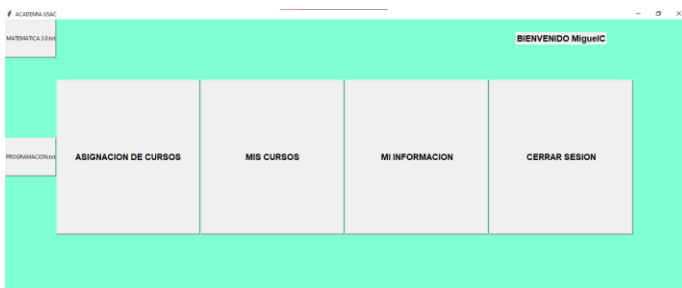 ACADEMIA USAC
MATEMATICA 3.0.txt
BIENVENIDO MiguelC
PROGRAMACION.txt
ASIGNACION DE CURSOS
MIS CURSOS
MI INFORMACION
CERRAR SESION